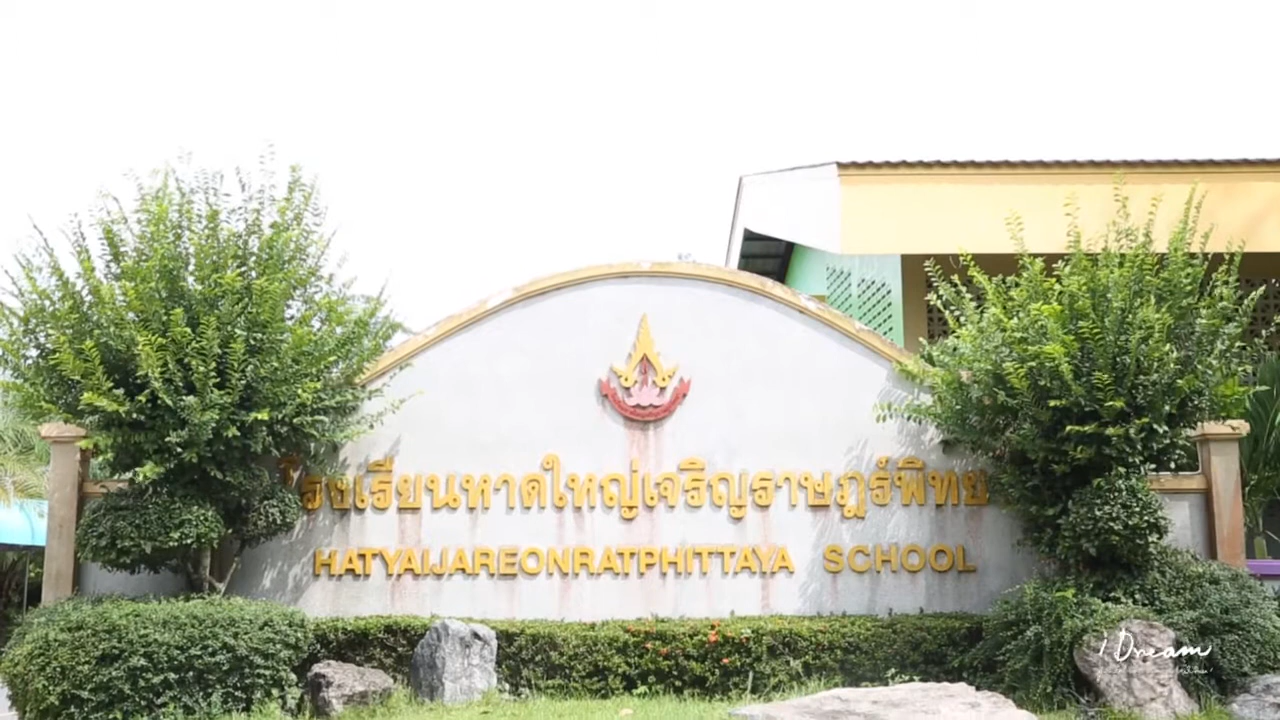 โรงเรียนหาดใหญ่เจริญราษฎร์พิทย
HATYAIJAREONRATPHITTAYA SCHOOL
iDream